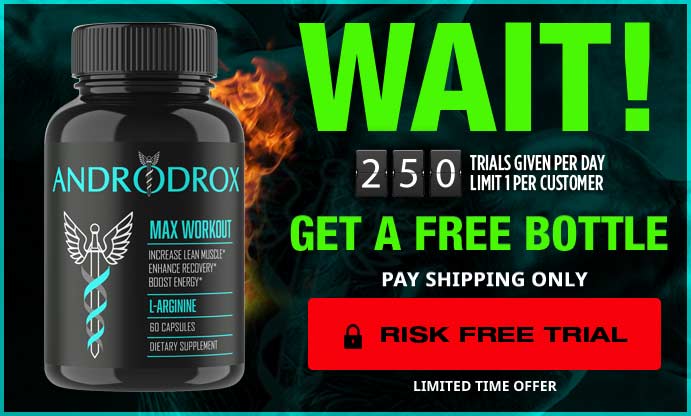 WAIT!
250
TRIALS GIVEN PER DAY
LIMIT 1 PER CUSTOMER
GET A FREE BOTTLE
PAY SHIPPING ONLY
RISK FREE TRIAL
LIMITED TIME OFFER
ANDRODROX
MAX WORKOUT
INCREASE LEAN MUSCLE*
ENHANCE RECOVERY*
BOOST ENERGY*
L-ARGININE
60 CAPSULES
DIETARY SUPPLEMENT